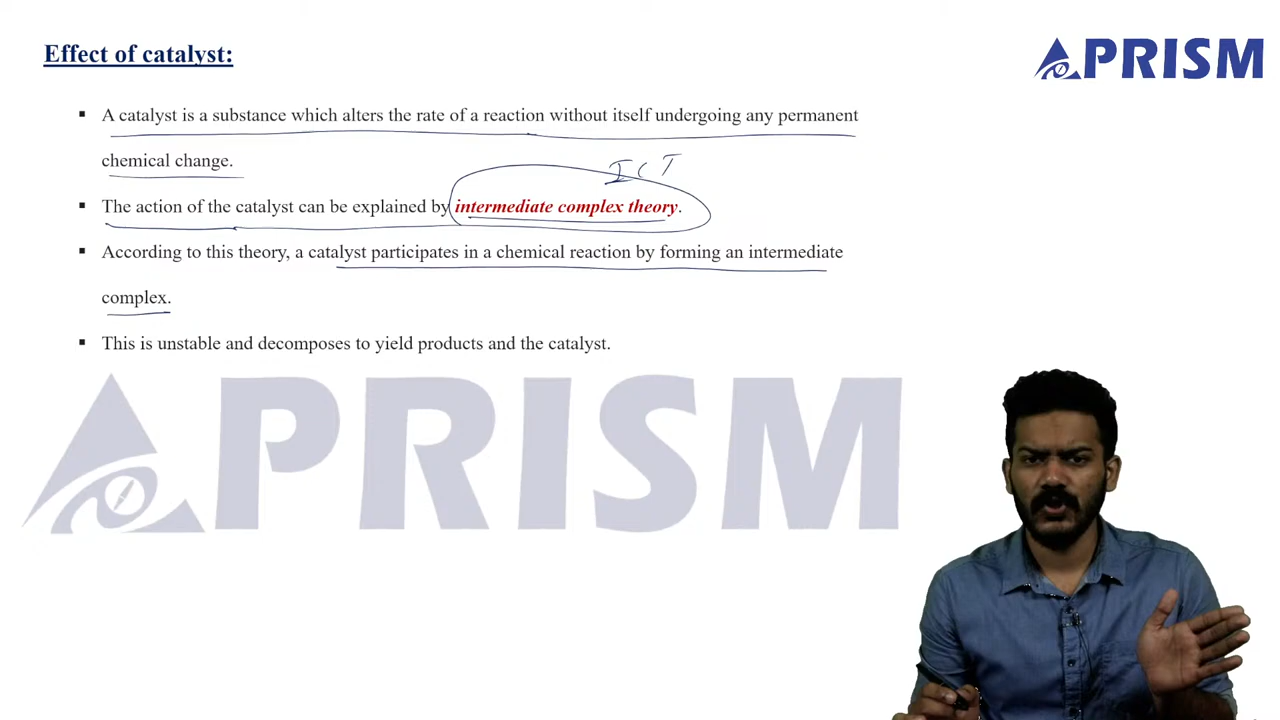 Effect of catalyst:
PRISM
▪ A catalyst is a substance which alters the rate of a reaction without itself undergoing any permanent
chemical change.
ICT
▪ The action of the catalyst can be explained by intermediate complex theory.
▪ According to this theory, a catalyst participates in a chemical reaction by forming an intermediate
complex.
▪ This is unstable and decomposes to yield products and the catalyst.
PRISM